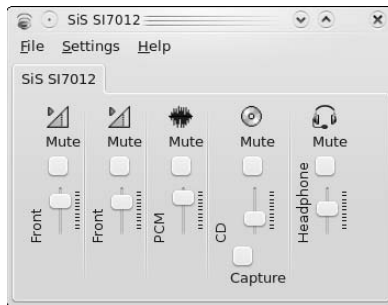 SiS SI7012
File Settings Help
SiS SI7012
Mute Mute Mute Mute Mute
Front Front PCM CD Headphone
Capture